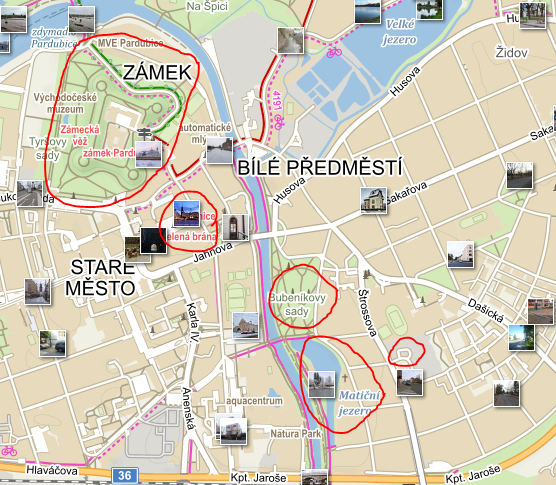 Na Špici
zdymadlo
Pardubice
MVE Pardubice
Velké
jezero
Židov
ZÁMEK
Husova
Východočeské
muzeum
4191
Zámecká
věž
automatické
mlýny
Tyršovy
sady
zámek Pardu
BÍLÉ PŘEDMĚSTÍ
Husova
Sakařova
elená brána
Jahnova
STARÉ
MĚSTO
Bubeníkovy
sady
Štrossova
Dašická
Karla IV.
Anenská
Matiční
jezero
aquacentrum
Natura Park
Hlaváčova
36
Kpt. Jaroše
Kpt. Jaroše